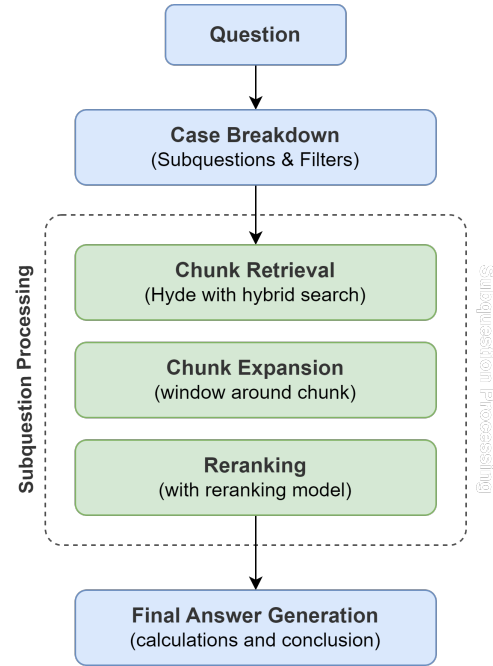 Question
Case Breakdown
(Subquestions & Filters)
Subquestion Processing
Chunk Retrieval
(Hyde with hybrid search)
Chunk Expansion
(window around chunk)
Reranking
(with reranking model)
Subquestion Processing
Final Answer Generation
(calculations and conclusion)